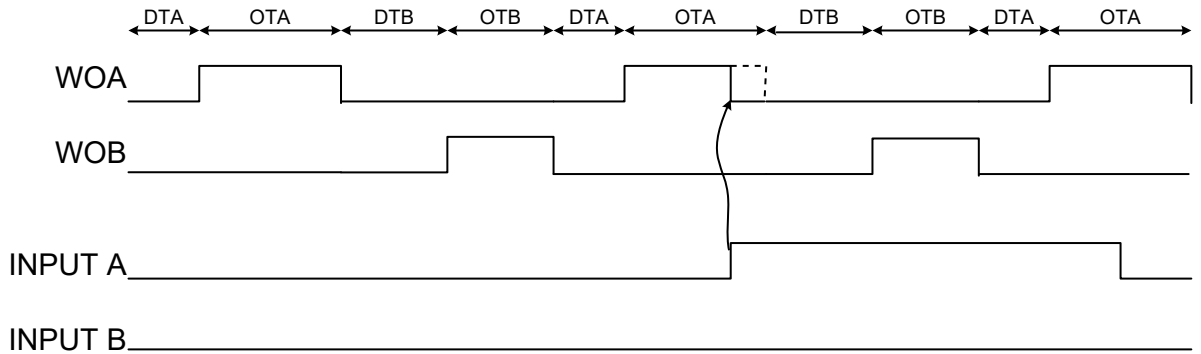 DTA OTA DTB OTB DTA OTA DTB OTB DTA OTA
WOA
WOB
INPUT A
INPUT B